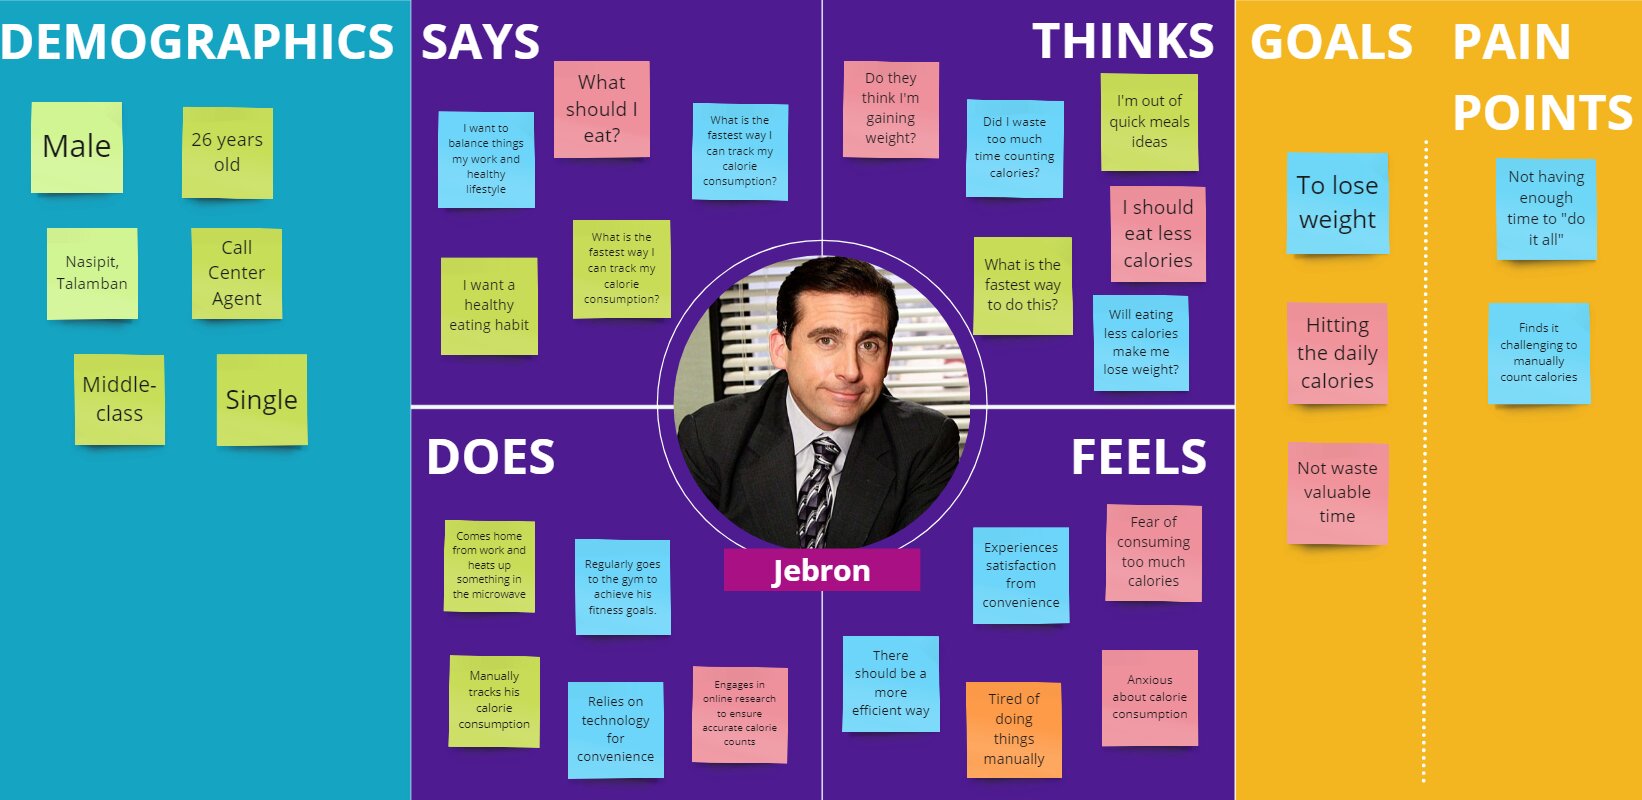 DEMOGRAPHICS
Male
26 years
old
Nasipit,
Talamban
Call
Center
Agent
Middle-
class
Single
SAYS
I want to
balance things
my work and
healthy
lifestyle
What
should I
eat?
What is the
fastest way I
can track my
calorie
consumption?
I want a
healthy
eating habit
What is the
fastest way I
can track my
calorie
consumption?
THINKS
Do they
think I'm
gaining
weight?
Did I waste
too much
time counting
calories?
I'm out of
quick meals
ideas
I should
eat less
calories
What is the
fastest way
to do this?
Will eating
less calories
make me
lose weight?
Jebron
DOES
Comes home
from work and
heats up
something in
the microwave
Regularly goes
to the gym to
achieve his
fitness goals.
Manually
tracks his
calorie
consumption
Relies on
technology
for
convenience
Engages in
online research
to ensure
accurate calorie
counts
FEELS
Experiences
satisfaction
from
convenience
Fear of
consuming
too much
calories
There
should be a
more
efficient way
Tired of
doing
things
manually
Anxious
about calorie
consumption
GOALS
To lose
weight
Hitting
the daily
calories
Not waste
valuable
time
PAIN
POINTS
Not having
enough
time to "do
it all"
Finds it
challenging to
manually
count calories